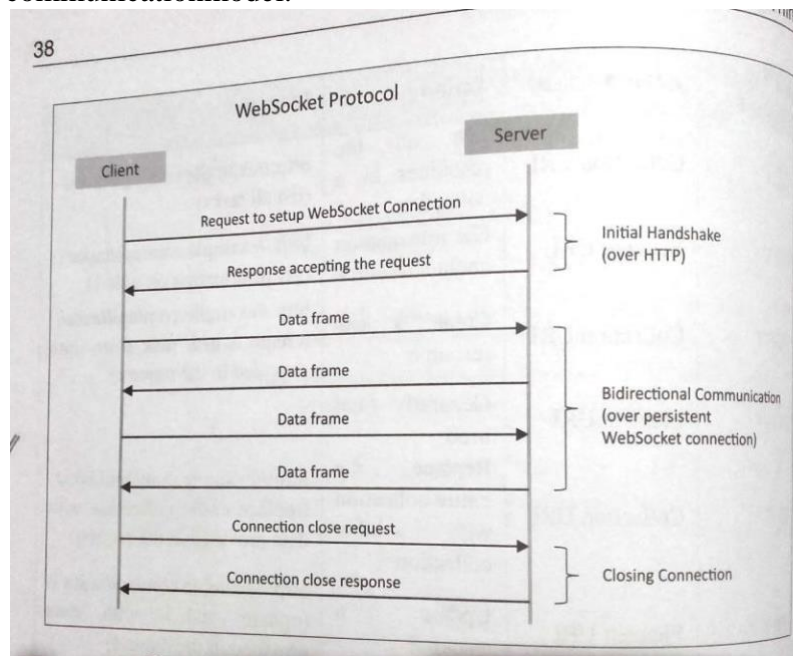 communicationmodel.
38
WebSocket Protocol
Client
Server
Request to setup WebSocket Connection
Response accepting the request
Initial Handshake
(over HTTP)
Data frame
Data frame
Data frame
Data frame
Bidirectional Communication
(over persistent
WebSocket connection)
Connection close request
Connection close response
Closing Connection